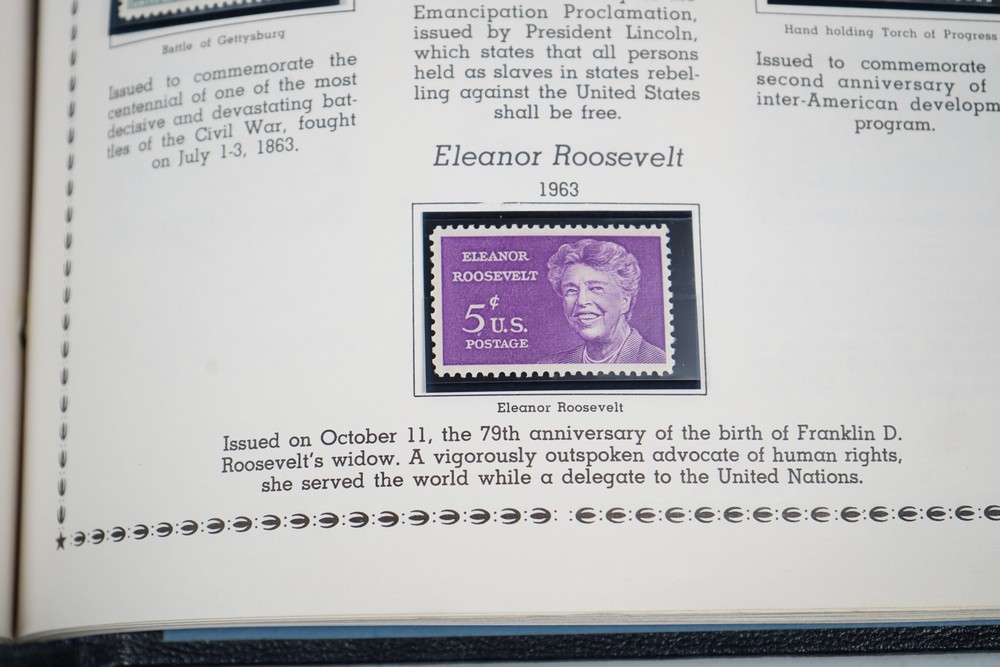 Battle of Gettysburg
Issued to commemorate the
centennial of one of the most
decisive and devastating bat-
tles of the Civil War, fought
on July 1-3, 1863.
Emancipation Proclamation,
issued by President Lincoln,
which states that all persons
held as slaves in states rebel-
ling against the United States
shall be free.
Hand holding Torch of Progress
Issued to commemorate
second anniversary of
inter-American developm
program.
Eleanor Roosevelt
1963
ELEANOR
ROOSEVELT
5¢ U.S.
POSTAGE
Eleanor Roosevelt
Issued on October 11, the 79th anniversary of the birth of Franklin D.
Roosevelt's widow. A vigorously outspoken advocate of human rights,
she served the world while a delegate to the United Nations.